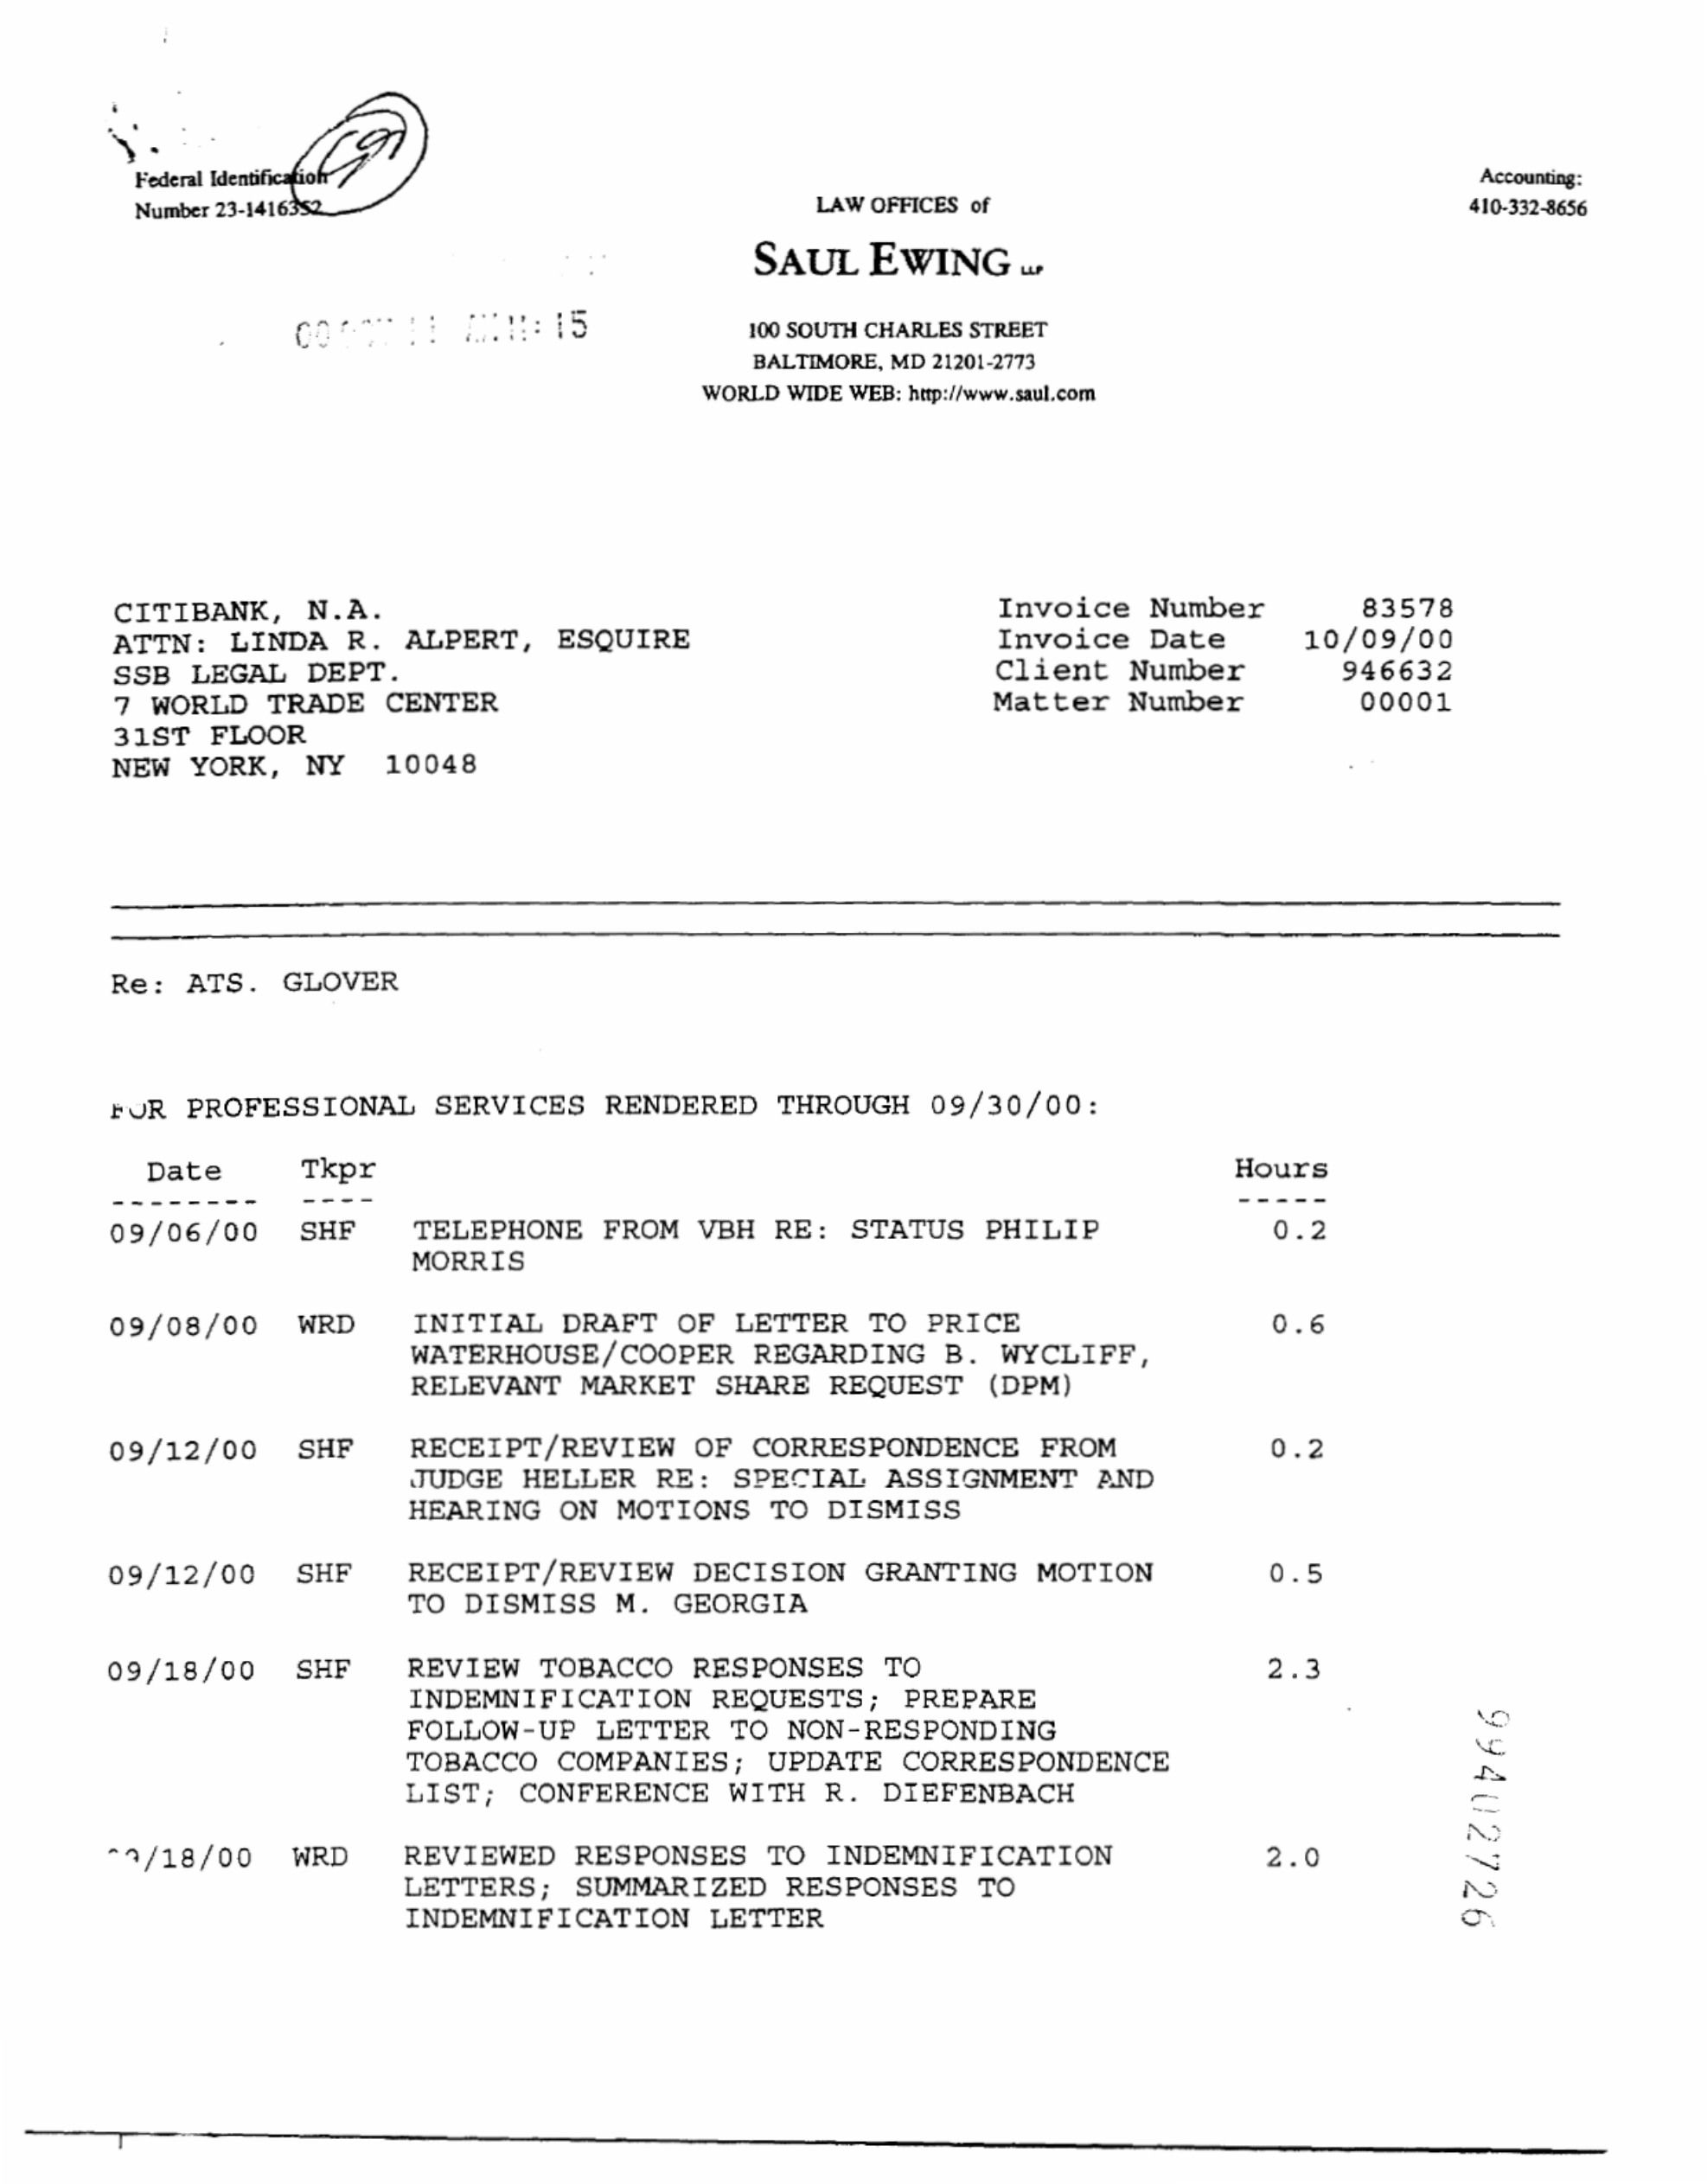 Federal Identification
Number 23-1416352
Accounting:
410-332-8656
LAW OFFICES of
SAUL EWING LLP
100 SOUTH CHARLES STREET
BALTIMORE, MD 21201-2773
WORLD WIDE WEB: http://www.saul.com
CITIBANK, N.A.
ATTN: LINDA R. ALPERT, ESQUIRE
SSB LEGAL DEPT.
7 WORLD TRADE CENTER
31ST FLOOR
NEW YORK, NY 10048
Invoice Number 83578
Invoice Date 10/09/00
Client Number 946632
Matter Number 00001
Re: ATS. GLOVER
FOR PROFESSIONAL SERVICES RENDERED THROUGH 09/30/00:
Date Tkpr Hours
-------- ---- -----
09/06/00 SHF TELEPHONE FROM VBH RE: STATUS PHILIP 0.2
MORRIS
09/08/00 WRD INITIAL DRAFT OF LETTER TO PRICE 0.6
WATERHOUSE/COOPER REGARDING B. WYCLIFF,
RELEVANT MARKET SHARE REQUEST (DPM)
09/12/00 SHF RECEIPT/REVIEW OF CORRESPONDENCE FROM 0.2
JUDGE HELLER RE: SPECIAL ASSIGNMENT AND
HEARING ON MOTIONS TO DISMISS
09/12/00 SHF RECEIPT/REVIEW DECISION GRANTING MOTION 0.5
TO DISMISS M. GEORGIA
09/18/00 SHF REVIEW TOBACCO RESPONSES TO 2.3
INDEMNIFICATION REQUESTS; PREPARE
FOLLOW-UP LETTER TO NON-RESPONDING
TOBACCO COMPANIES; UPDATE CORRESPONDENCE
LIST; CONFERENCE WITH R. DIEFENBACH
09/18/00 WRD REVIEWED RESPONSES TO INDEMNIFICATION 2.0
LETTERS; SUMMARIZED RESPONSES TO
INDEMNIFICATION LETTER
99402726